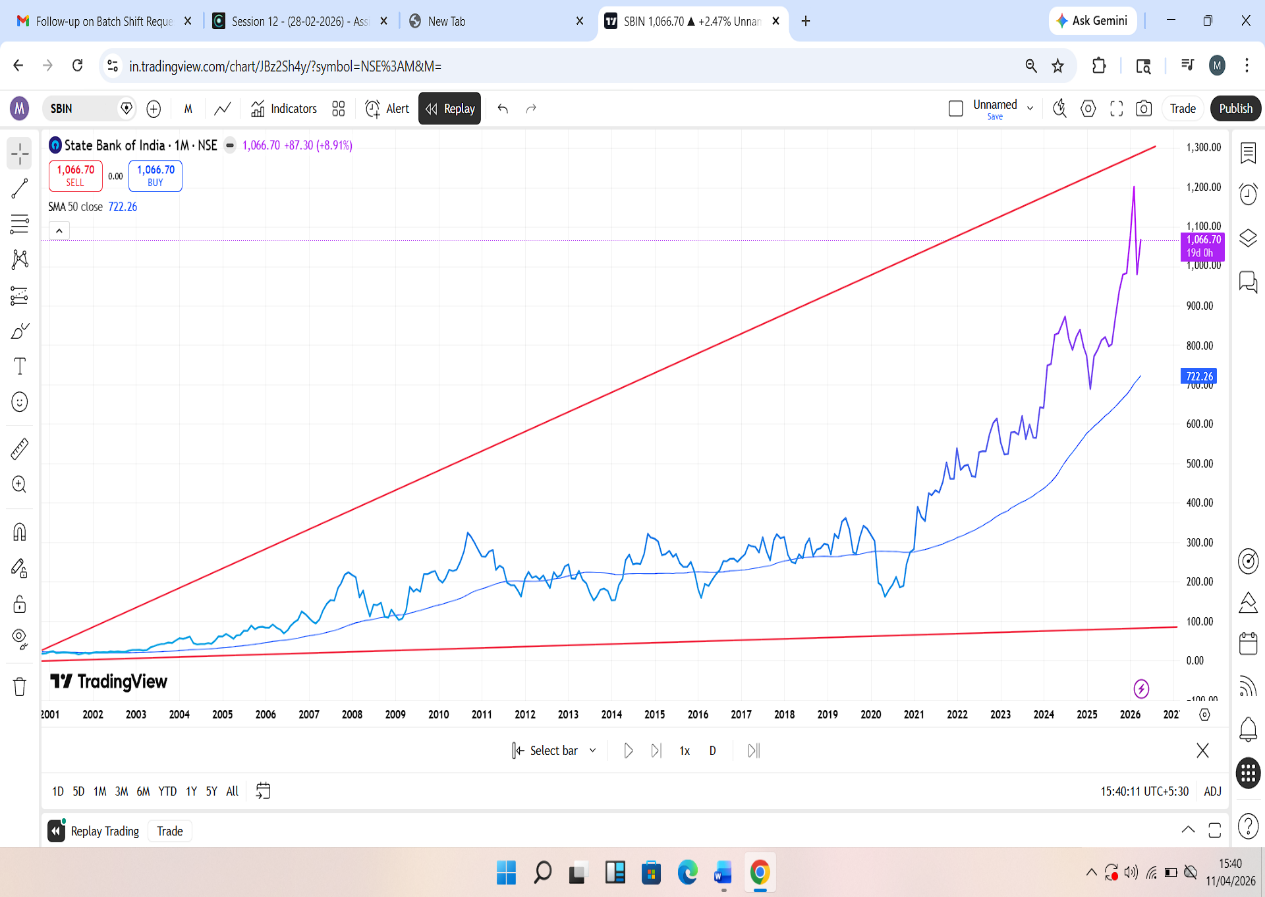 Follow-up on Batch Shift Reque
Session 12 - (28-02-2026) - Assi
New Tab
SBIN 1,066.70 ▲ +2.47% Unnan
Ask Gemini
in.tradingview.com/chart/JBz2Sh4y/?symbol=NSE%3AM&M=
M
M SBIN M Indicators Alert Replay Unnamed Save Trade Publish
State Bank of India · 1M · NSE 1,066.70 +87.30 (+8.91%)
1,066.70 SELL 0.00 1,066.70 BUY
SMA 50 close 722.26
1,300.00
1,200.00
1,100.00
1,066.70
19d 0h
1,000.00
900.00
800.00
722.26
700.00
600.00
500.00
400.00
300.00
200.00
100.00
0.00
-100.00
TradingView
2001 2002 2003 2004 2005 2006 2007 2008 2009 2010 2011 2012 2013 2014 2015 2016 2017 2018 2019 2020 2021 2022 2023 2024 2025 2026 202
Select bar 1x D
1D 5D 1M 3M 6M YTD 1Y 5Y All 15:40:11 UTC+5:30 ADJ
Replay Trading Trade
15:40
11/04/2026